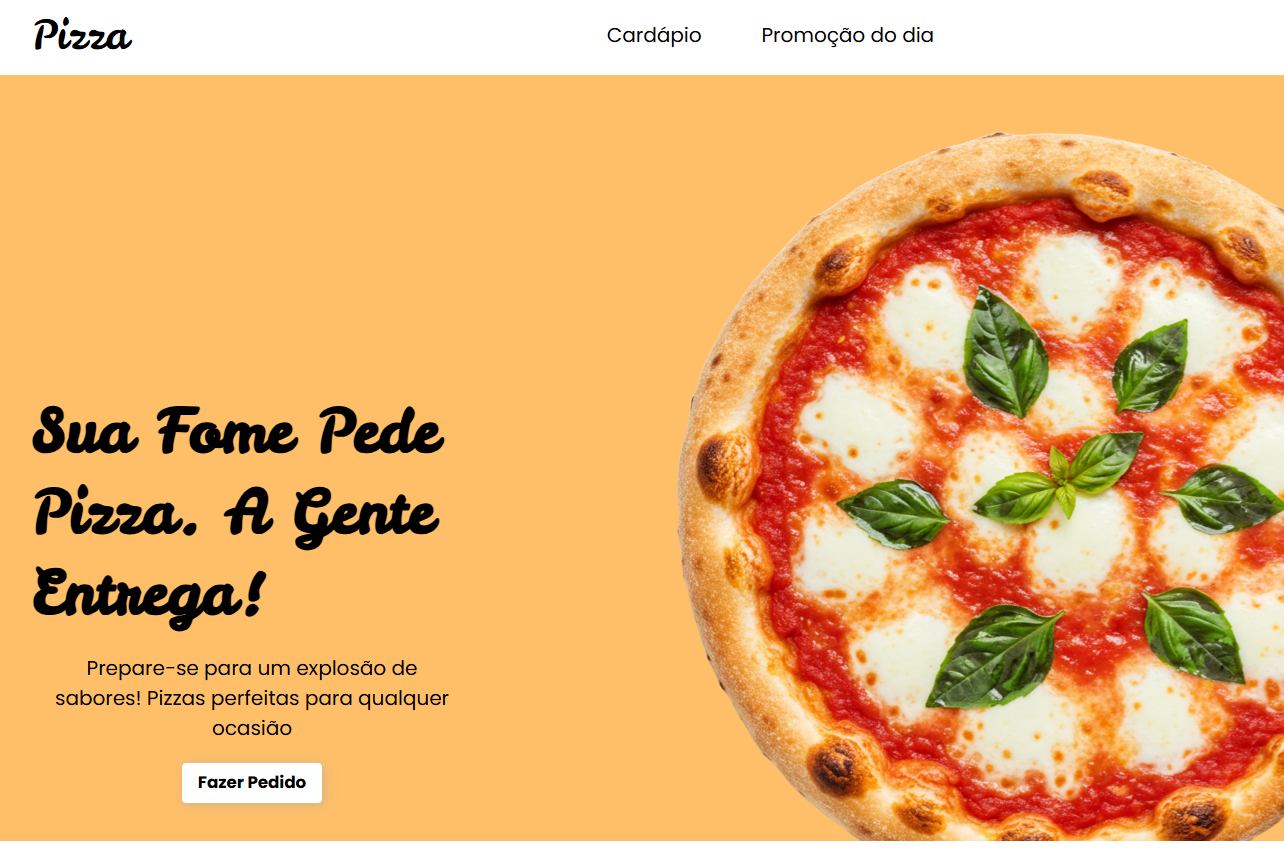 Pizza
Cardápio
Promoção do dia
Sua Fome Pede
Pizza. A Gente
Entrega!
Prepare-se para um explosão de
sabores! Pizzas perfeitas para qualquer
ocasião
Fazer Pedido